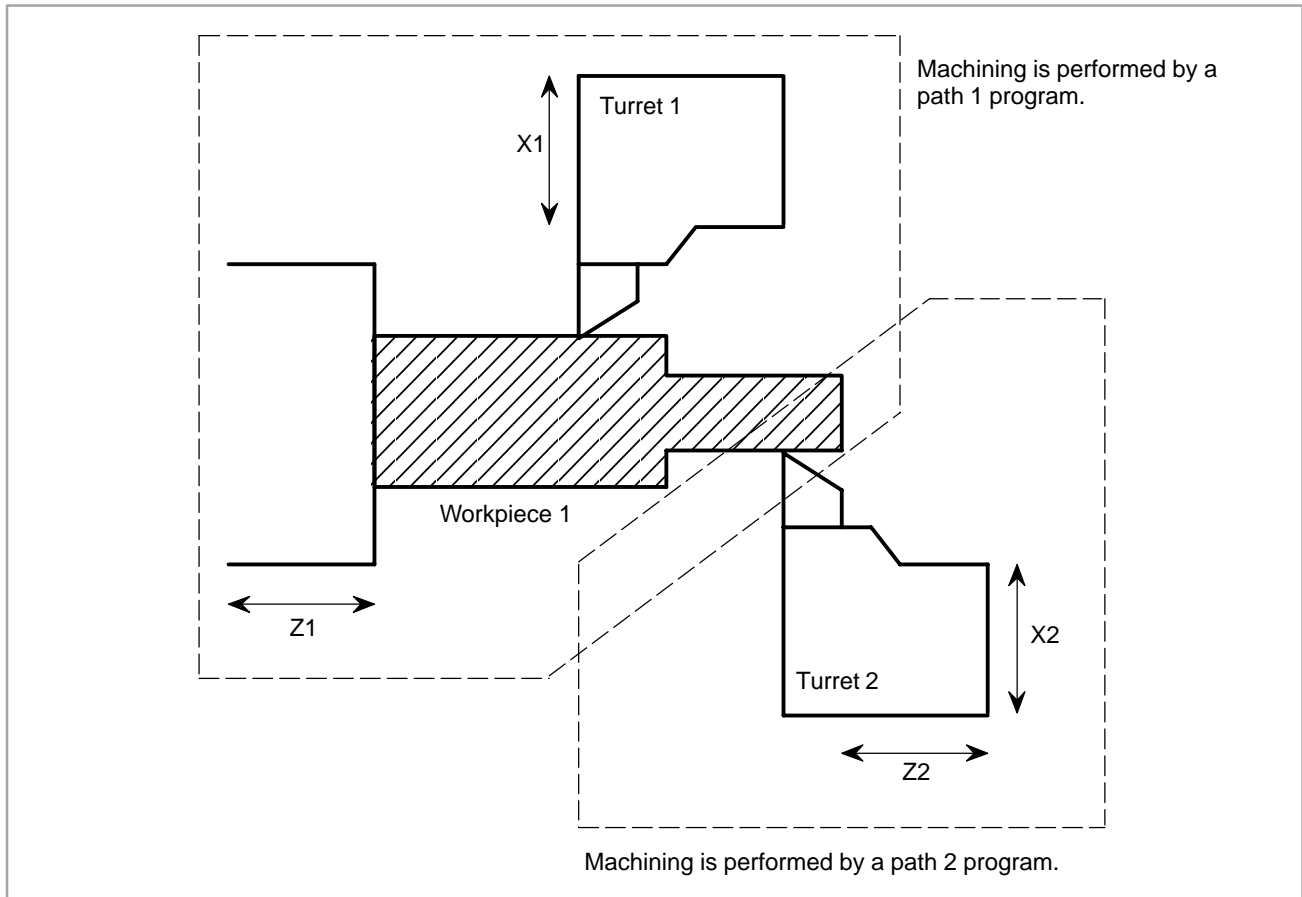 Machining is performed by a
path 1 program.
Turret 1
X1
Workpiece 1
Z1
X2
Turret 2
Z2
Machining is performed by a path 2 program.